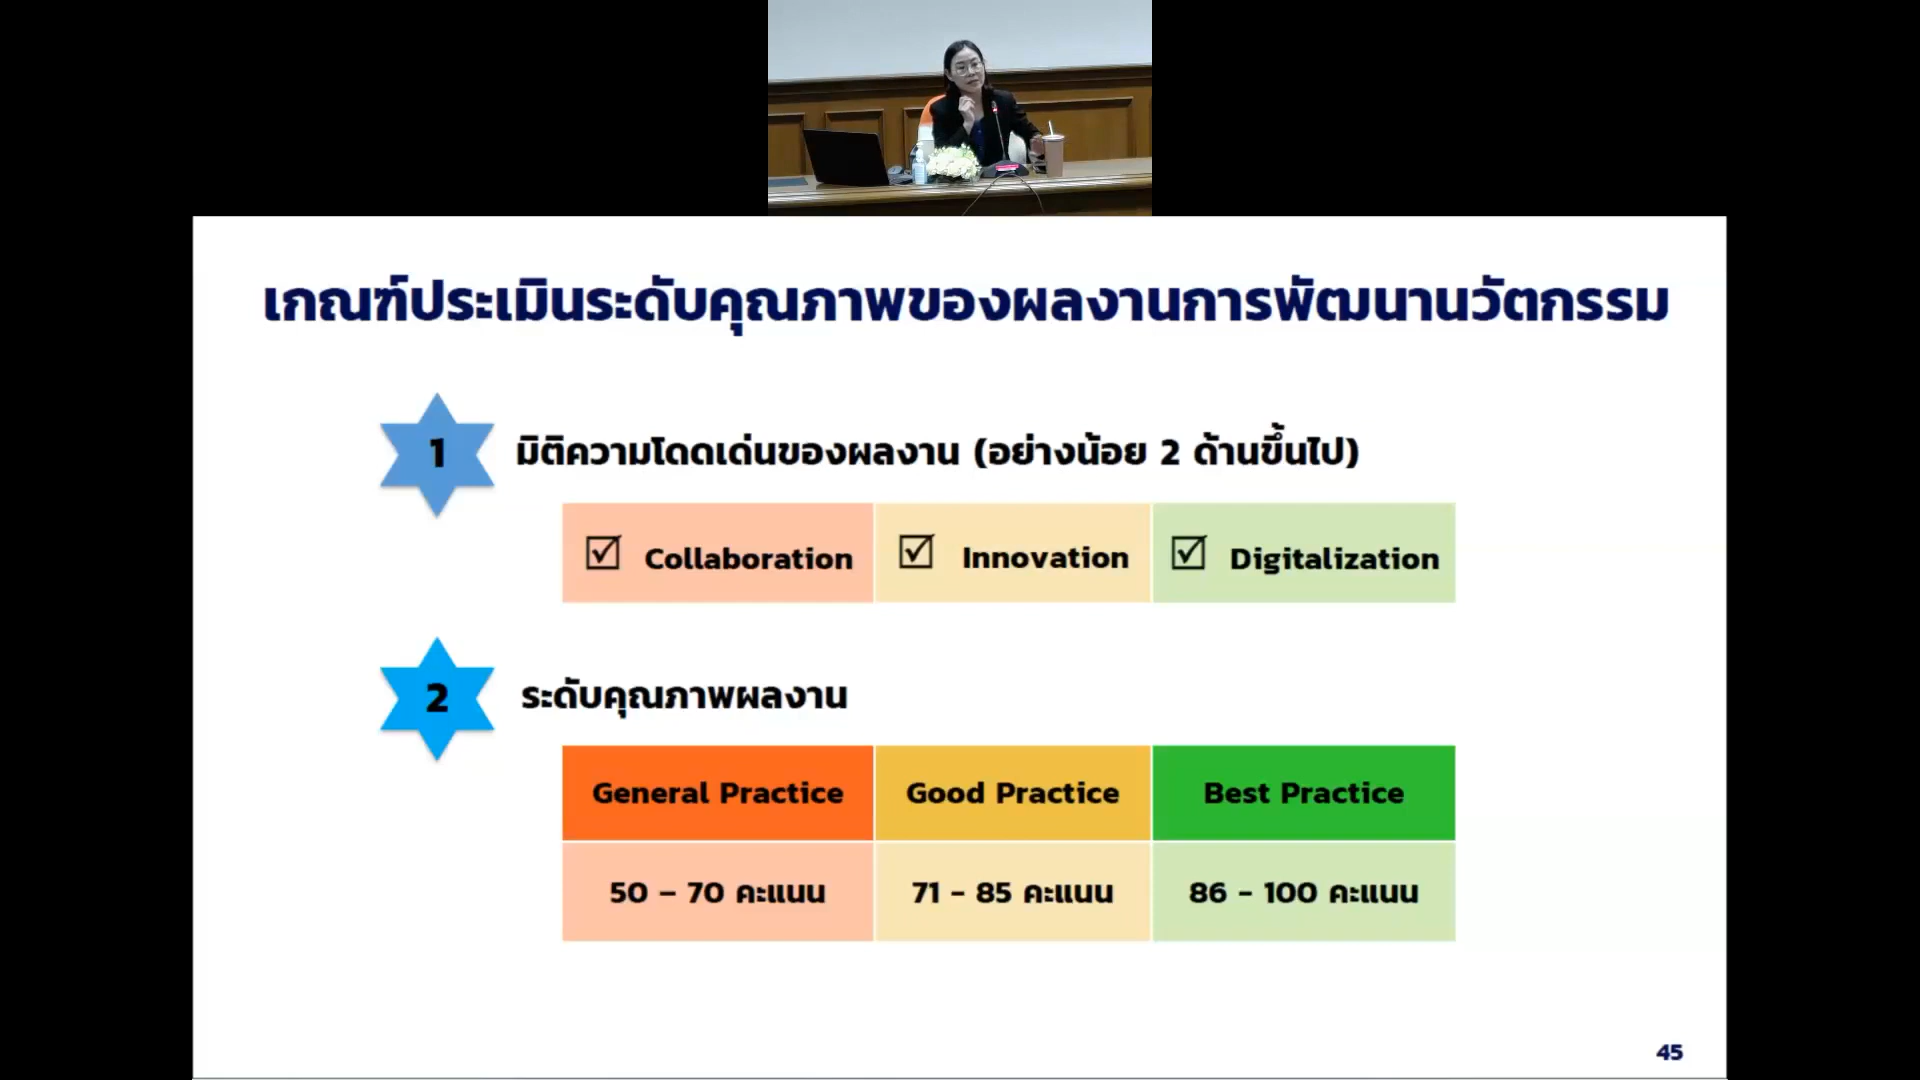 เกณฑ์ประเมินระดับคุณภาพของผลงานการพัฒนานวัตกรรม
1
มิติความโดดเด่นของผลงาน (อย่างน้อย 2 ด้านขึ้นไป)
☑ Collaboration ☑ Innovation ☑ Digitalization
2
ระดับคุณภาพผลงาน
General Practice Good Practice Best Practice
50 – 70 คะแนน 71 - 85 คะแนน 86 - 100 คะแนน
45